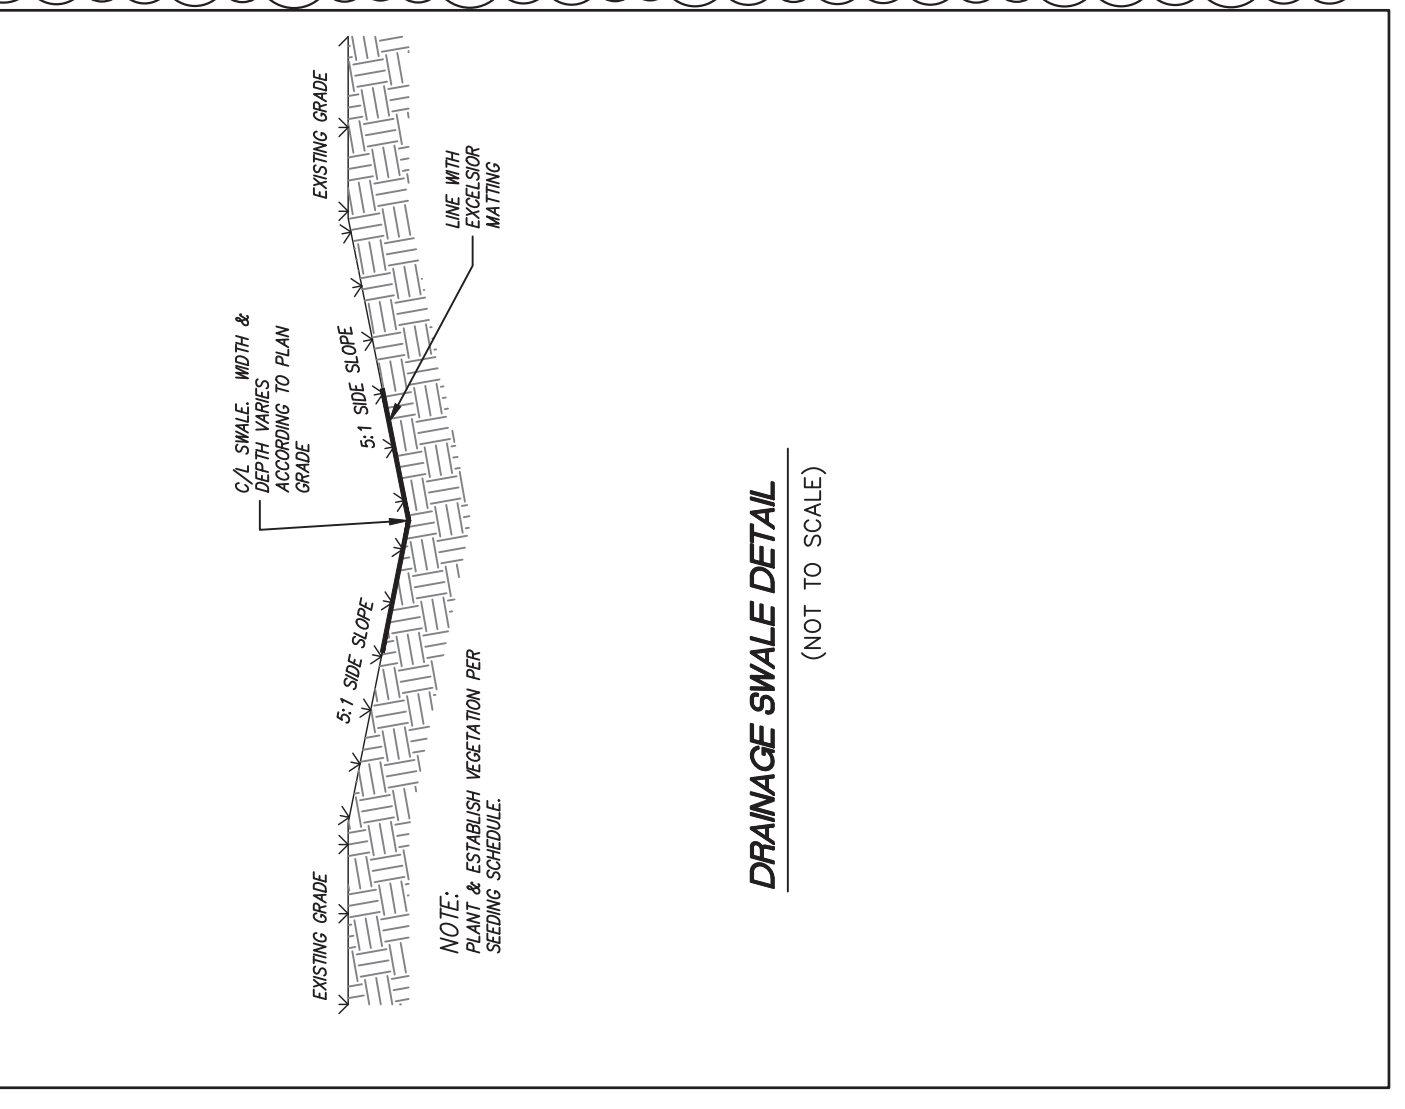 C/L SWALE. WIDTH &
DEPTH VARIES
ACCORDING TO PLAN
GRADE
EXISTING GRADE
5:1 SIDE SLOPE
5:1 SIDE SLOPE
EXISTING GRADE
LINE WITH
EXCELSIOR
MATTING
NOTE:
PLANT & ESTABLISH VEGETATION PER
SEEDING SCHEDULE.
DRAINAGE SWALE DETAIL
(NOT TO SCALE)